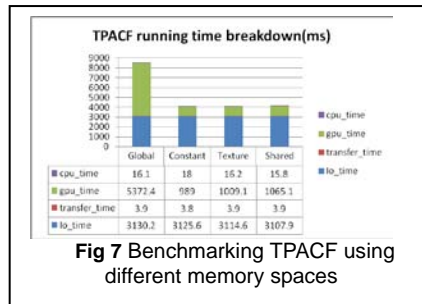 TPACF running time breakdown(ms)
9000
8000
7000
6000
5000
4000
3000
2000
1000
0
cpu_time
gpu_time
transfer_time
lo_time
Global Constant Texture Shared
cpu_time 16.1 18 16.2 15.8
gpu_time 5372.4 989 1009.1 1065.1
transfer_time 3.9 3.8 3.9 3.9
lo_time 3130.2 3125.6 3114.6 3107.9
Fig 7 Benchmarking TPACF using
different memory spaces